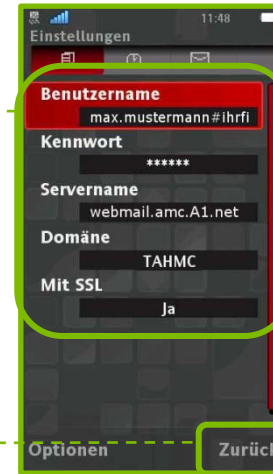 11:48
Einstellungen
Benutzername
max.mustermann#ihrfi
Kennwort
******
Servername
webmail.amc.A1.net
Domäne
TAHMC
Mit SSL
Ja
Optionen
Zurück